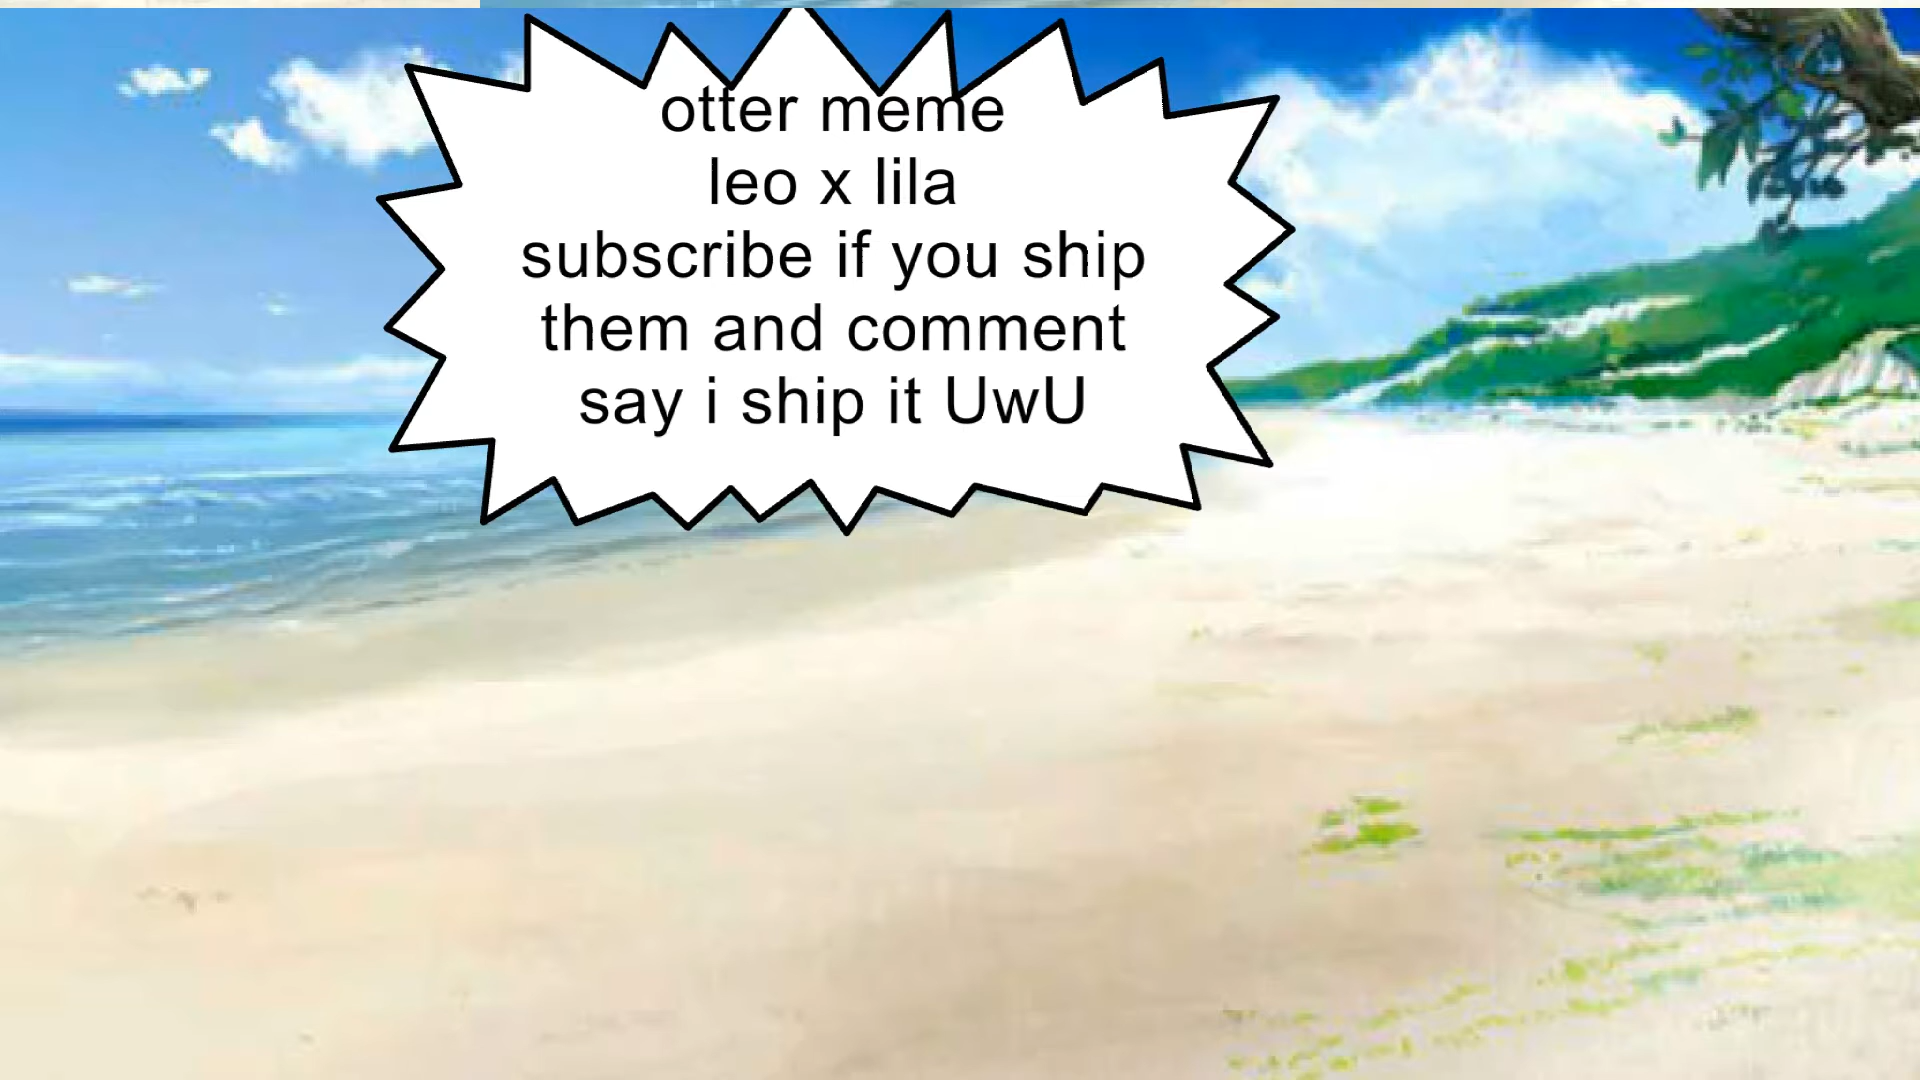 otter meme
leo x lila
subscribe if you ship
them and comment
say i ship it UwU